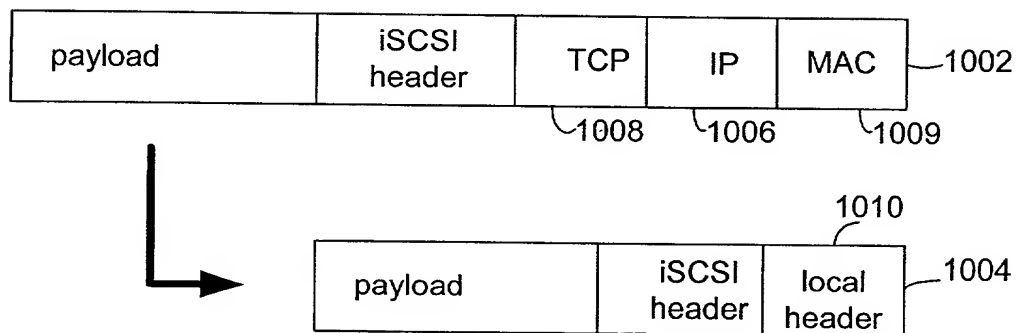 payload
iSCSI
header
TCP
IP
MAC
1002
1008
1006
1009
1010
payload
iSCSI
header
local
header
1004